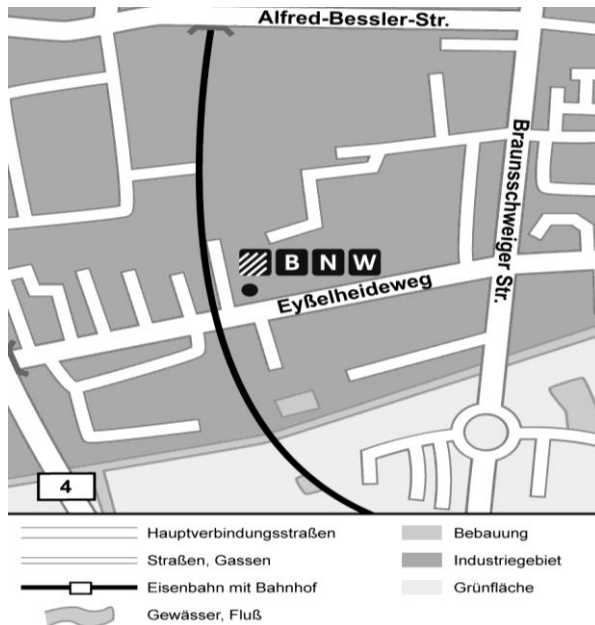 Alfred-Bessler-Str.
Braunsschweiger Str.
B N W
Eyßelheideweg
4
Hauptverbindungsstraßen
Straßen, Gassen
Eisenbahn mit Bahnhof
Gewässer, Fluß
Bebauung
Industriegebiet
Grünfläche